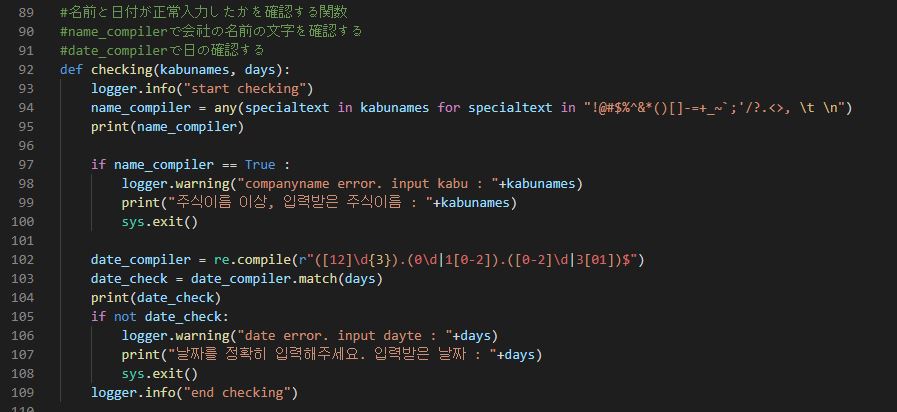 89 #名前と日付が正常入力したかを確認する関数
90 #name_compilerで会社の名前の文字を確認する
91 #date_compilerで日の確認する
92 def checking(kabunames, days):
93 logger.info("start checking")
94 name_compiler = any(specialtext in kabunames for specialtext in "!@#$%^&*()[]-=+_~`;'/?.<>, \t \n")
95 print(name_compiler)
96
97 if name_compiler == True :
98 logger.warning("companyname error. input kabu : "+kabunames)
99 print("주식이름 이상, 입력받은 주식이름 : "+kabunames)
100 sys.exit()
101
102 date_compiler = re.compile(r"([12]\d{3}).(0\d|1[0-2]).([0-2]\d|3[01])$")
103 date_check = date_compiler.match(days)
104 print(date_check)
105 if not date_check:
106 logger.warning("date error. input dayte : "+days)
107 print("날짜를 정확히 입력해주세요. 입력받은 날짜 : "+days)
108 sys.exit()
109 logger.info("end checking")